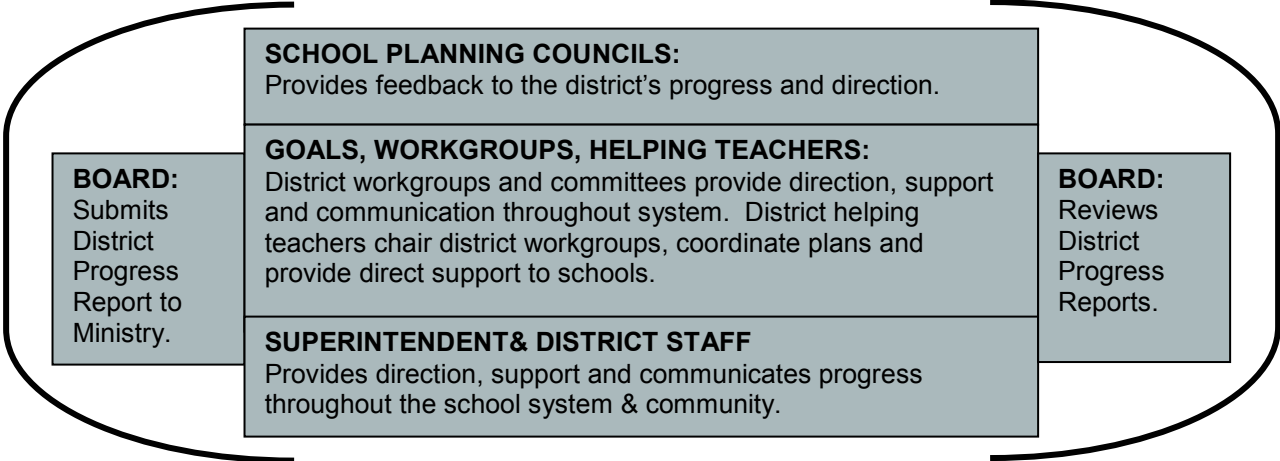 SCHOOL PLANNING COUNCILS:
Provides feedback to the district's progress and direction.
GOALS, WORKGROUPS, HELPING TEACHERS:
District workgroups and committees provide direction, support
and communication throughout system.  District helping
teachers chair district workgroups, coordinate plans and
provide direct support to schools.
SUPERINTENDENT& DISTRICT STAFF
Provides direction, support and communicates progress
throughout the school system & community.
BOARD:
Submits
District
Progress
Report to
Ministry.
BOARD:
Reviews
District
Progress
Reports.